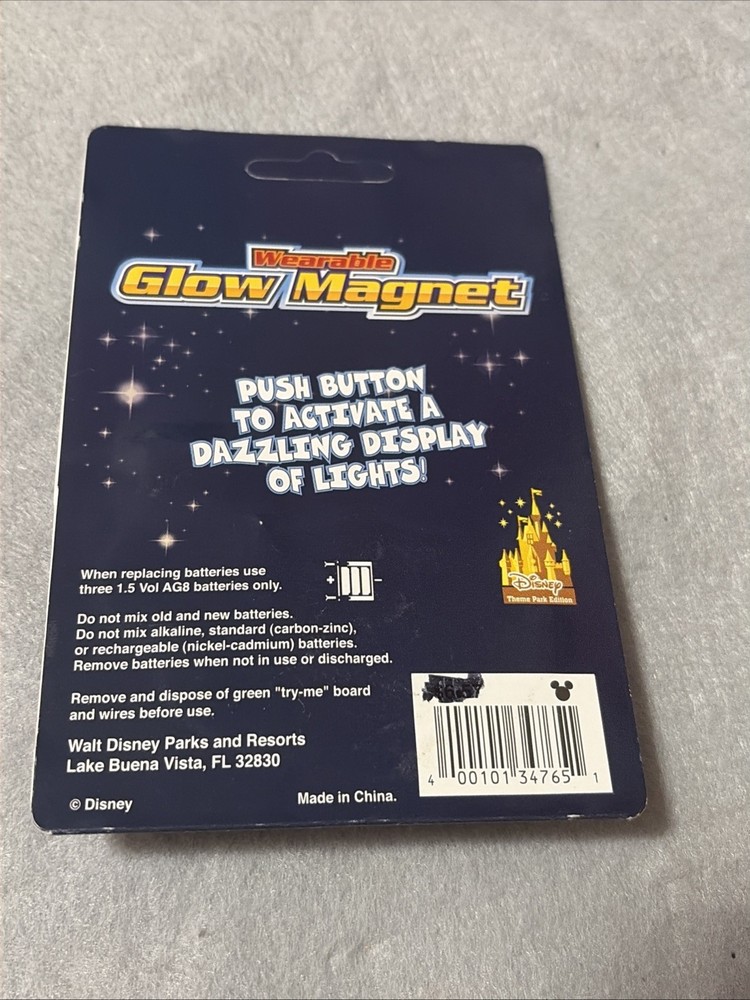 Wearable
Glow Magnet
PUSH BUTTON
TO ACTIVATE A
DAZZLING DISPLAY
OF LIGHTS!
When replacing batteries use
three 1.5 Vol AG8 batteries only.
+ -
Do not mix old and new batteries.
Do not mix alkaline, standard (carbon-zinc),
or rechargeable (nickel-cadmium) batteries.
Remove batteries when not in use or discharged.
Remove and dispose of green "try-me" board
and wires before use.
Walt Disney Parks and Resorts
Lake Buena Vista, FL 32830
© Disney
Made in China.
Disney
Theme Park Edition
4 00101 34765 1